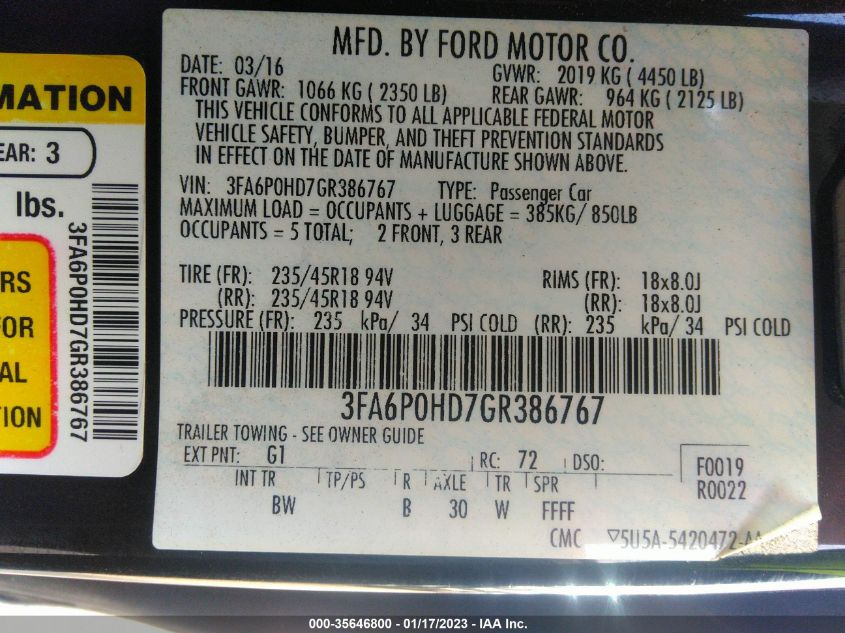 MATION
EAR: 3
lbs.
RS
FOR
AL
TION
3FA6P0HD7GR386767
MFD. BY FORD MOTOR CO.
DATE: 03/16 GVWR: 2019 KG ( 4450 LB)
FRONT GAWR: 1066 KG ( 2350 LB) REAR GAWR: 964 KG ( 2125 LB)
THIS VEHICLE CONFORMS TO ALL APPLICABLE FEDERAL MOTOR
VEHICLE SAFETY, BUMPER, AND THEFT PREVENTION STANDARDS
IN EFFECT ON THE DATE OF MANUFACTURE SHOWN ABOVE.
VIN: 3FA6P0HD7GR386767 TYPE: Passenger Car
MAXIMUM LOAD = OCCUPANTS + LUGGAGE = 385KG/ 850LB
OCCUPANTS = 5 TOTAL; 2 FRONT, 3 REAR
TIRE (FR): 235/45R18 94V RIMS (FR): 18x8.0J
(RR): 235/45R18 94V (RR): 18x8.0J
PRESSURE (FR): 235 kPa/ 34 PSI COLD (RR): 235 kPa/ 34 PSI COLD
3FA6P0HD7GR386767
TRAILER TOWING - SEE OWNER GUIDE
EXT PNT: G1 RC: 72 DSO: F0019
R0022
INT TR TP/PS R AXLE TR SPR
BW B 30 W FFFF
CMC ▽5U5A-5420472-AA
000-35646800 - 01/17/2023 - IAA Inc.